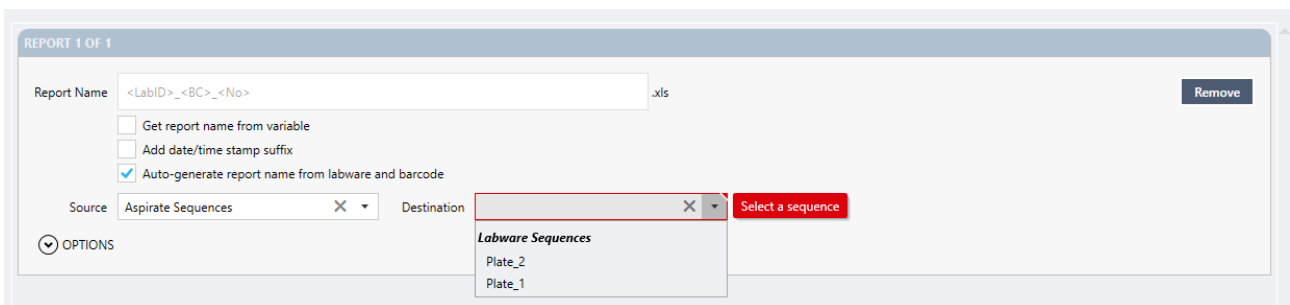 REPORT 1 OF 1
Report Name <LabID>_<BC>_<No> .xls Remove
Get report name from variable
Add date/time stamp suffix
Auto-generate report name from labware and barcode
Source Aspirate Sequences Destination Select a sequence
Labware Sequences
OPTIONS
Plate_2
Plate_1